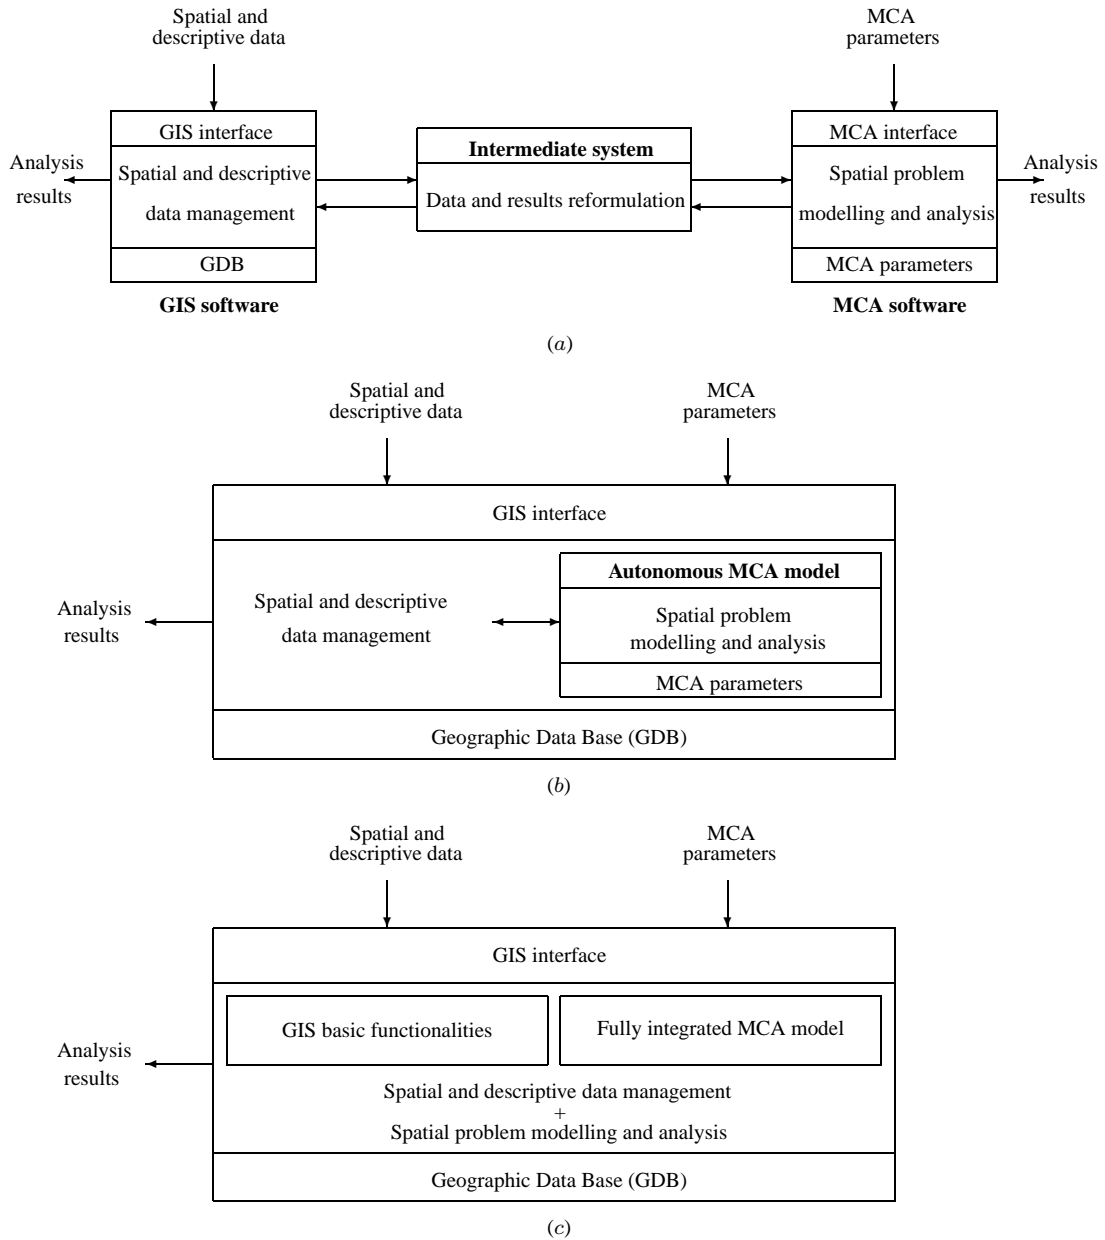 Spatial and
descriptive data
MCA
parameters
GIS interface
MCA interface
Analysis
results
Spatial and descriptive
data management
Intermediate system
Data and results reformulation
Spatial problem
modelling and analysis
Analysis
results
GDB
MCA parameters
GIS software
MCA software
(a)
Spatial and
descriptive data
MCA
parameters
GIS interface
Analysis
results
Spatial and descriptive
data management
Autonomous MCA model
Spatial problem
modelling and analysis
MCA parameters
Geographic Data Base (GDB)
(b)
Spatial and
descriptive data
MCA
parameters
GIS interface
Analysis
results
GIS basic functionalities
Fully integrated MCA model
Spatial and descriptive data management
+
Spatial problem modelling and analysis
Geographic Data Base (GDB)
(c)